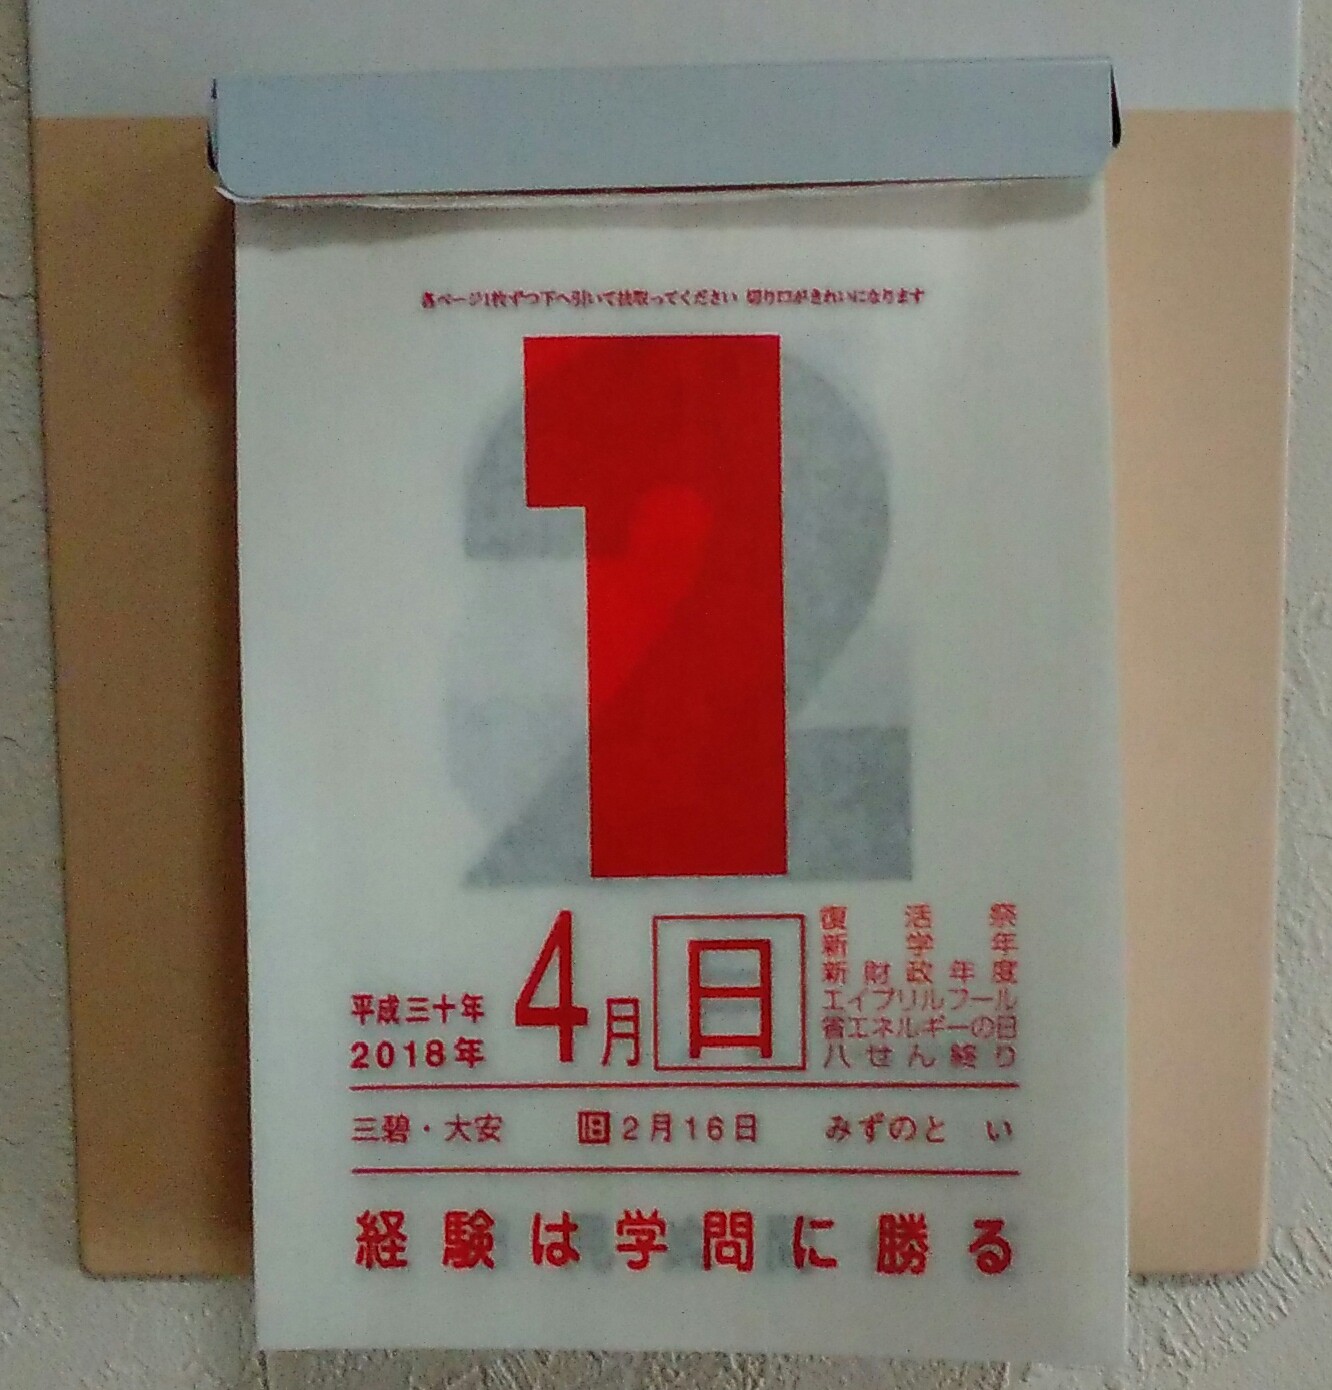 各ページ1枚ずつ下へ引いて抜取ってください 切り口がきれいになります
1
平成三十年
2018年
4月
日
復活祭
新学年
新財政年度
エイプリルフール
省エネルギーの日
八せん終り
三碧・大安 旧2月16日 みずのと い
経験は学問に勝る